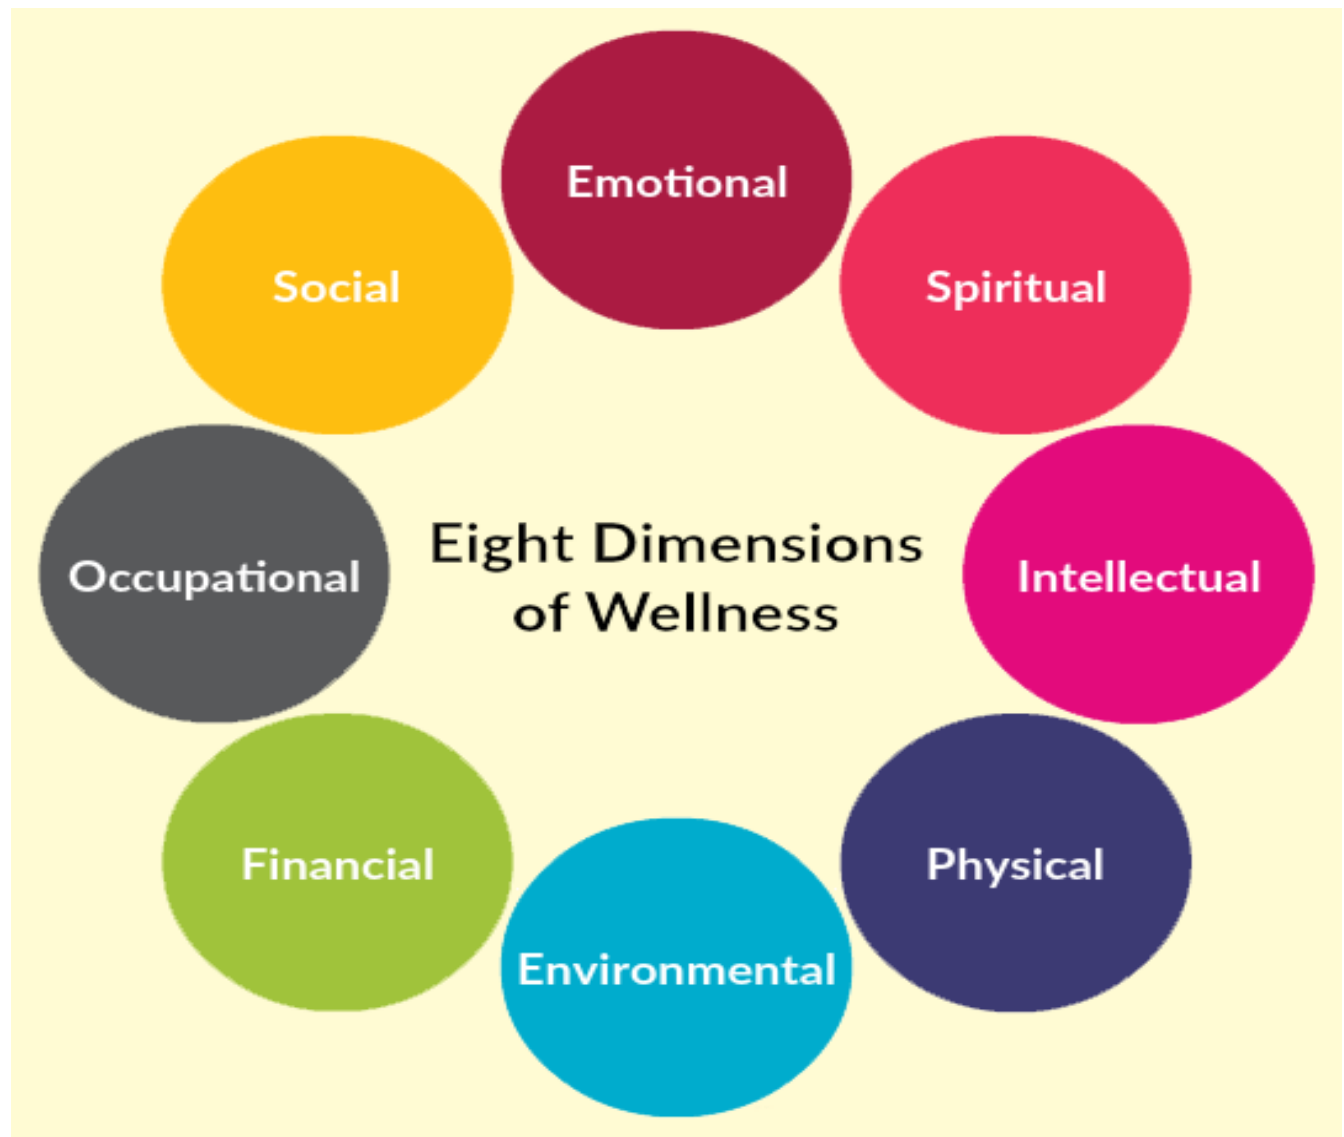 Emotional
Social
Spiritual
Occupational
Eight Dimensions
of Wellness
Intellectual
Financial
Physical
Environmental